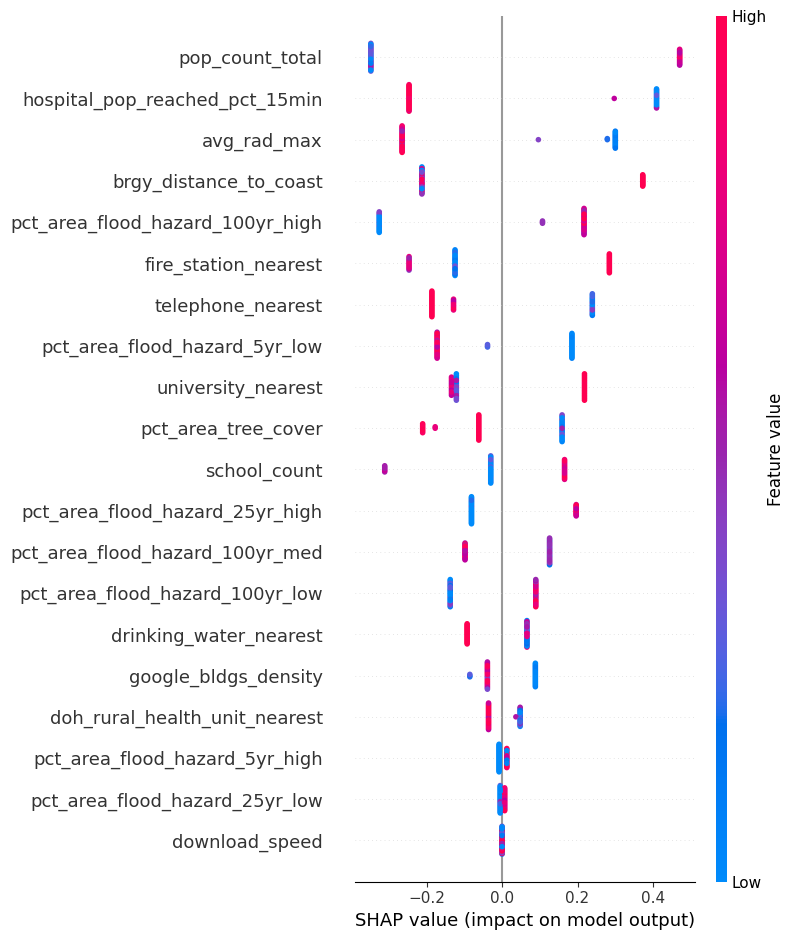 High
pop_count_total
hospital_pop_reached_pct_15min
avg_rad_max
brgy_distance_to_coast
pct_area_flood_hazard_100yr_high
fire_station_nearest
telephone_nearest
pct_area_flood_hazard_5yr_low
university_nearest
pct_area_tree_cover
school_count
pct_area_flood_hazard_25yr_high
pct_area_flood_hazard_100yr_med
pct_area_flood_hazard_100yr_low
drinking_water_nearest
google_bldgs_density
doh_rural_health_unit_nearest
pct_area_flood_hazard_5yr_high
pct_area_flood_hazard_25yr_low
download_speed
Feature value
Low
−0.2 0.0 0.2 0.4
SHAP value (impact on model output)